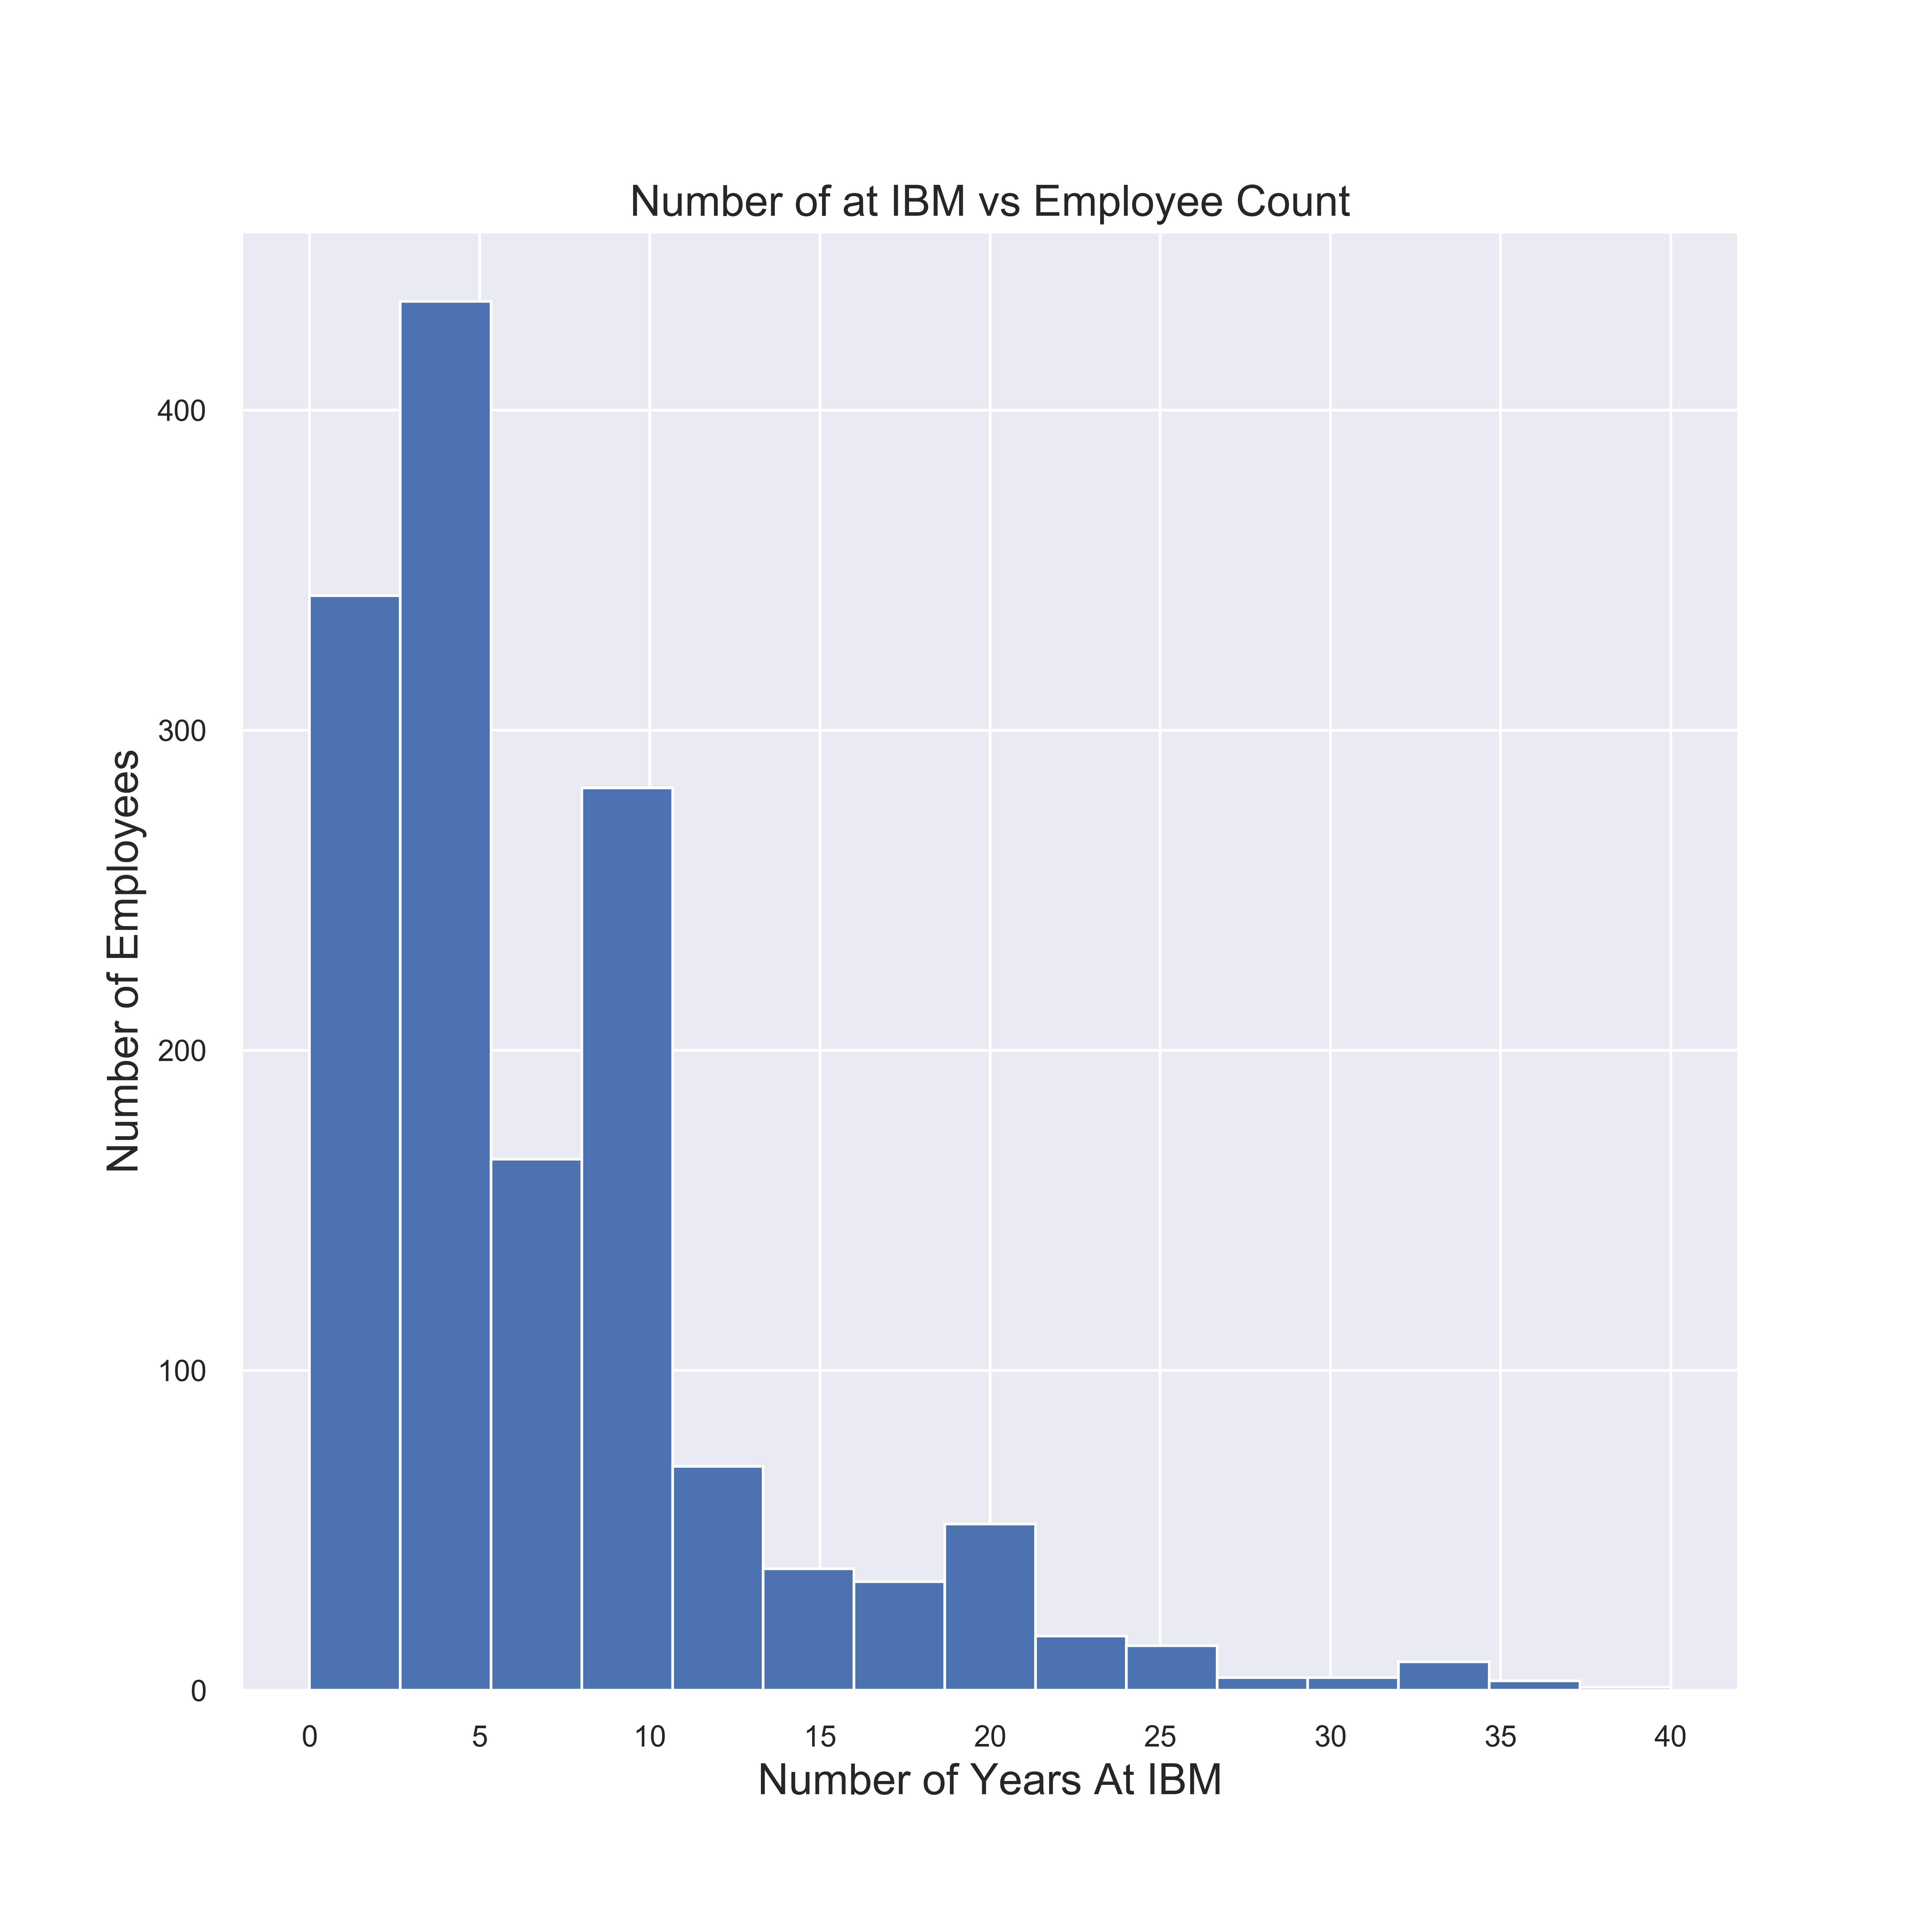 Number of at IBM vs Employee Count
Number of Employees
400
300
200
100
0
0 5 10 15 20 25 30 35 40
Number of Years At IBM